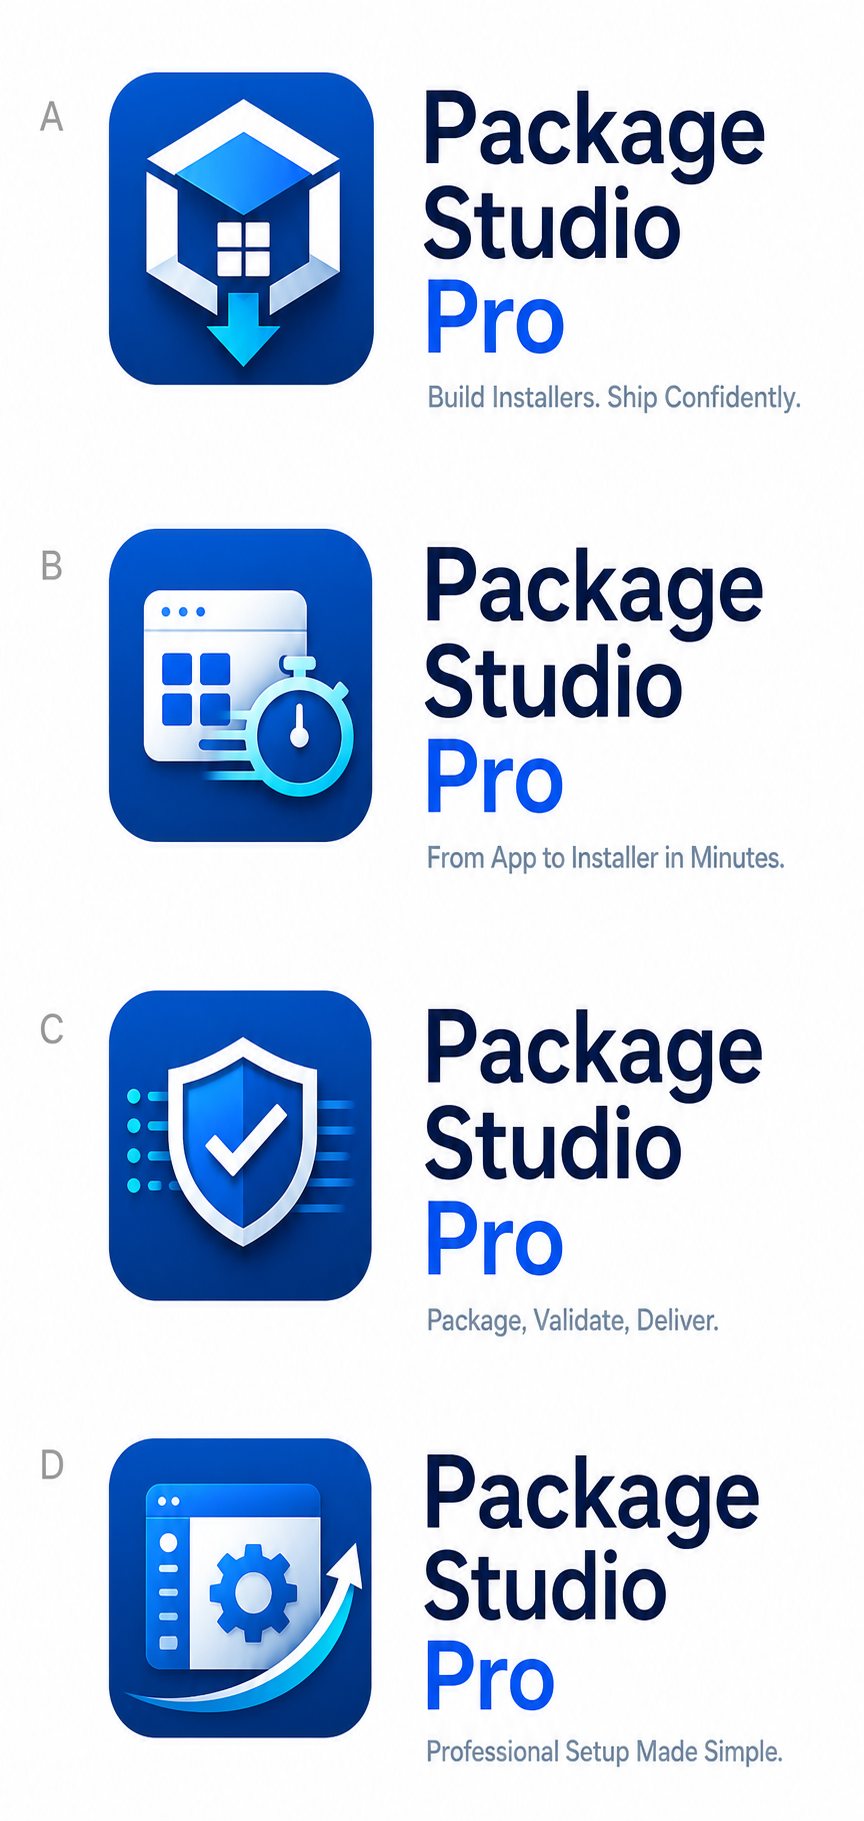 A
Package
Studio
Pro
Build Installers. Ship Confidently.
B
Package
Studio
Pro
From App to Installer in Minutes.
C
Package
Studio
Pro
Package, Validate, Deliver.
D
Package
Studio
Pro
Professional Setup Made Simple.